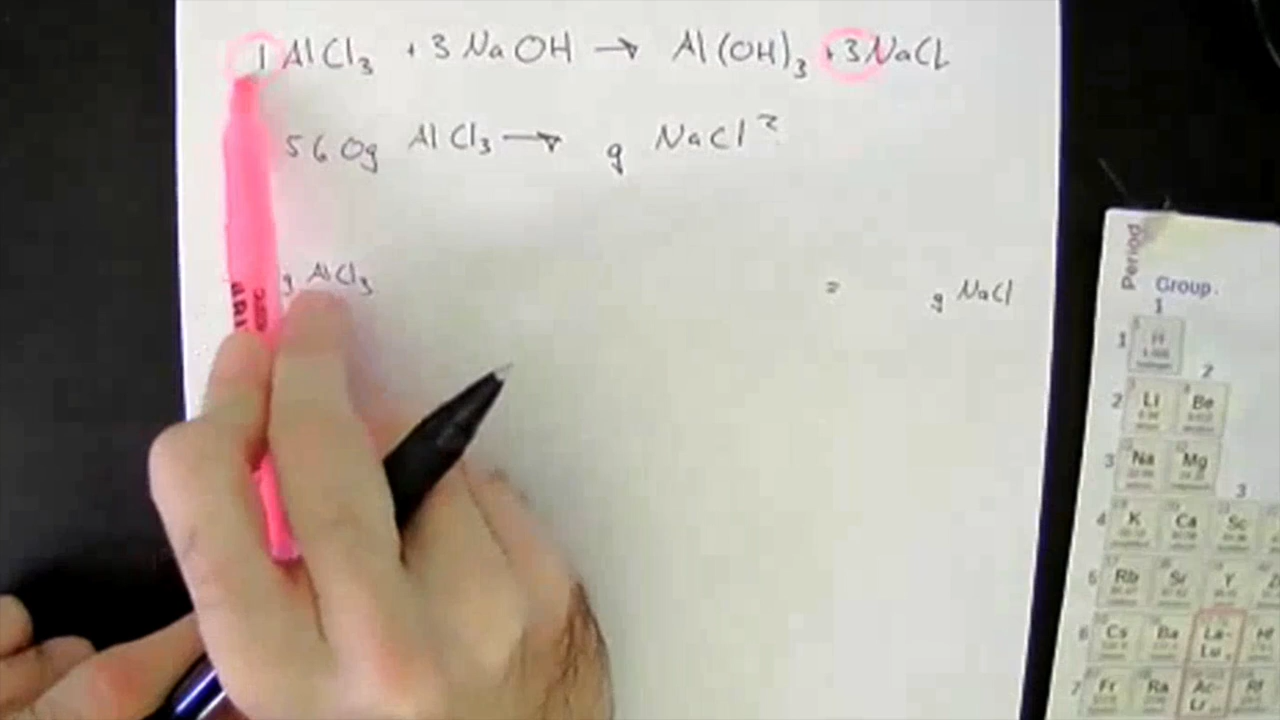 1 AlCl3 + 3 NaOH → Al(OH)3 + 3 NaCl
560g AlCl3 → g NaCl?
g AlCl3 = g NaCl
Period
Group
1
1 H
2
2 Li Be
3 Na Mg
3
4 K Ca Sc
5 Rb Sr Y
6 Cs Ba La-Lu Hf
7 Fr Ra Ac-Lr Rf